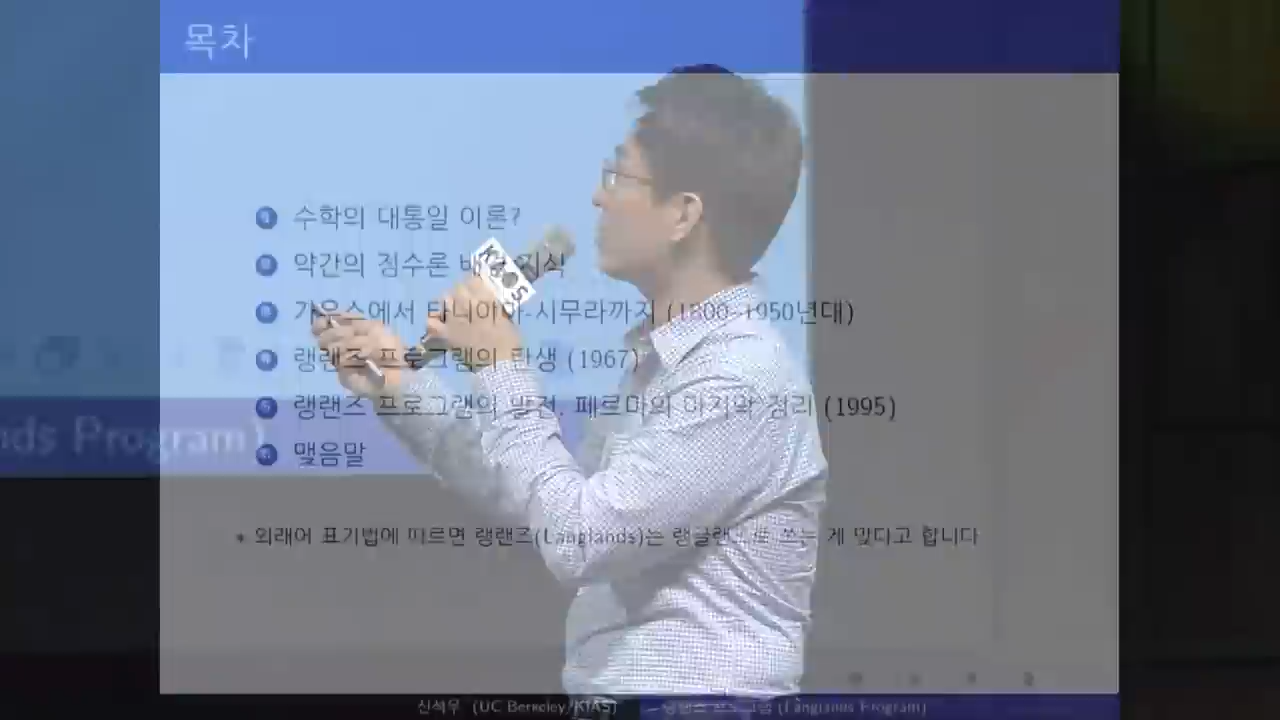 목차
수학의 대통일 이론?
약간의 정수론 배경 지식
가우스에서 타니야마-시무라까지 (1800-1950년대)
랭랜즈 프로그램의 탄생 (1967)
랭랜즈 프로그램의 발전, 페르마의 마지막 정리 (1995)
nds Program)
맺음말
* 외래어 표기법에 따르면 랭랜즈(Langlands)는 랭글랜즈로 쓰는 게 맞다고 합니다
신석우 (UC Berkeley/KIAS) 랭랜즈 프로그램 (Langlands Program)